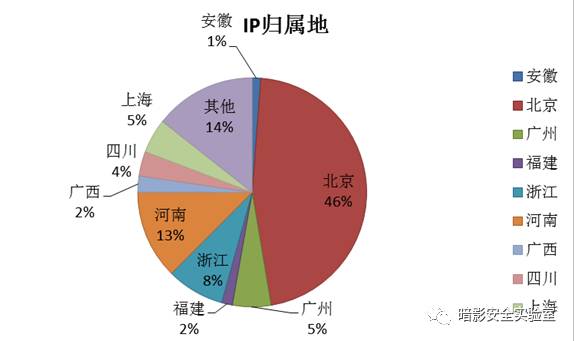 IP归属地
安徽
1%
北京
46%
广州
5%
福建
2%
浙江
8%
河南
13%
广西
2%
四川
4%
上海
5%
其他
14%
安徽
北京
广州
福建
浙江
河南
广西
四川
上海
暗影安全实验室